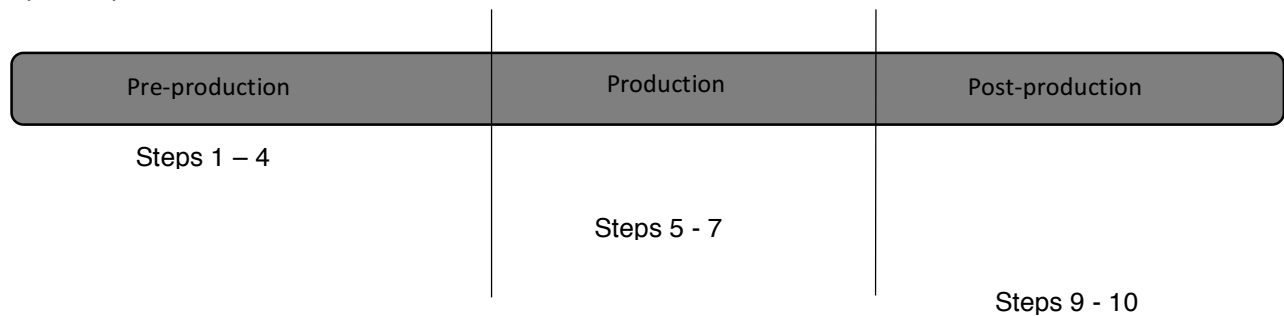 Pre-production
Production
Post-production
Steps 1 – 4
Steps 5 - 7
Steps 9 - 10